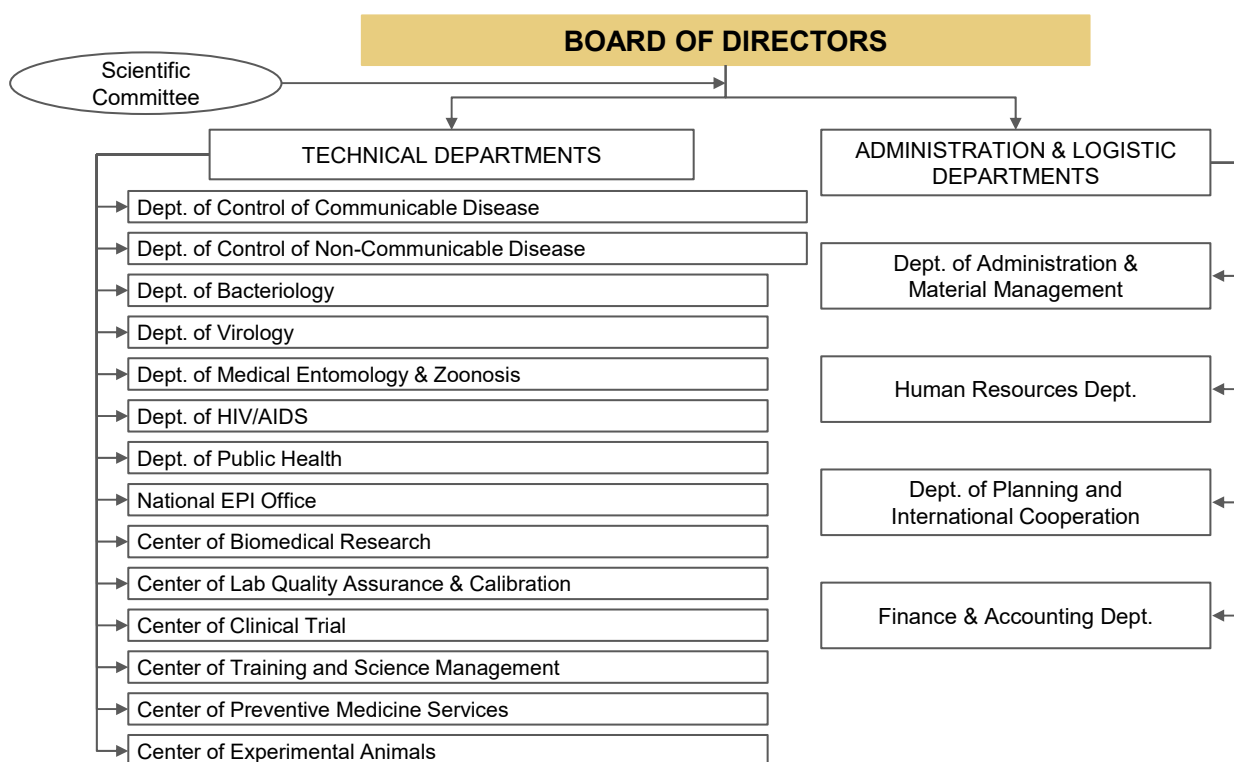 BOARD OF DIRECTORS
Scientific
Committee
TECHNICAL DEPARTMENTS
ADMINISTRATION & LOGISTIC
DEPARTMENTS
Dept. of Control of Communicable Disease
Dept. of Control of Non-Communicable Disease
Dept. of Bacteriology
Dept. of Virology
Dept. of Medical Entomology & Zoonosis
Dept. of HIV/AIDS
Dept. of Public Health
National EPI Office
Center of Biomedical Research
Center of Lab Quality Assurance & Calibration
Center of Clinical Trial
Center of Training and Science Management
Center of Preventive Medicine Services
Center of Experimental Animals
Dept. of Administration &
Material Management
Human Resources Dept.
Dept. of Planning and
International Cooperation
Finance & Accounting Dept.